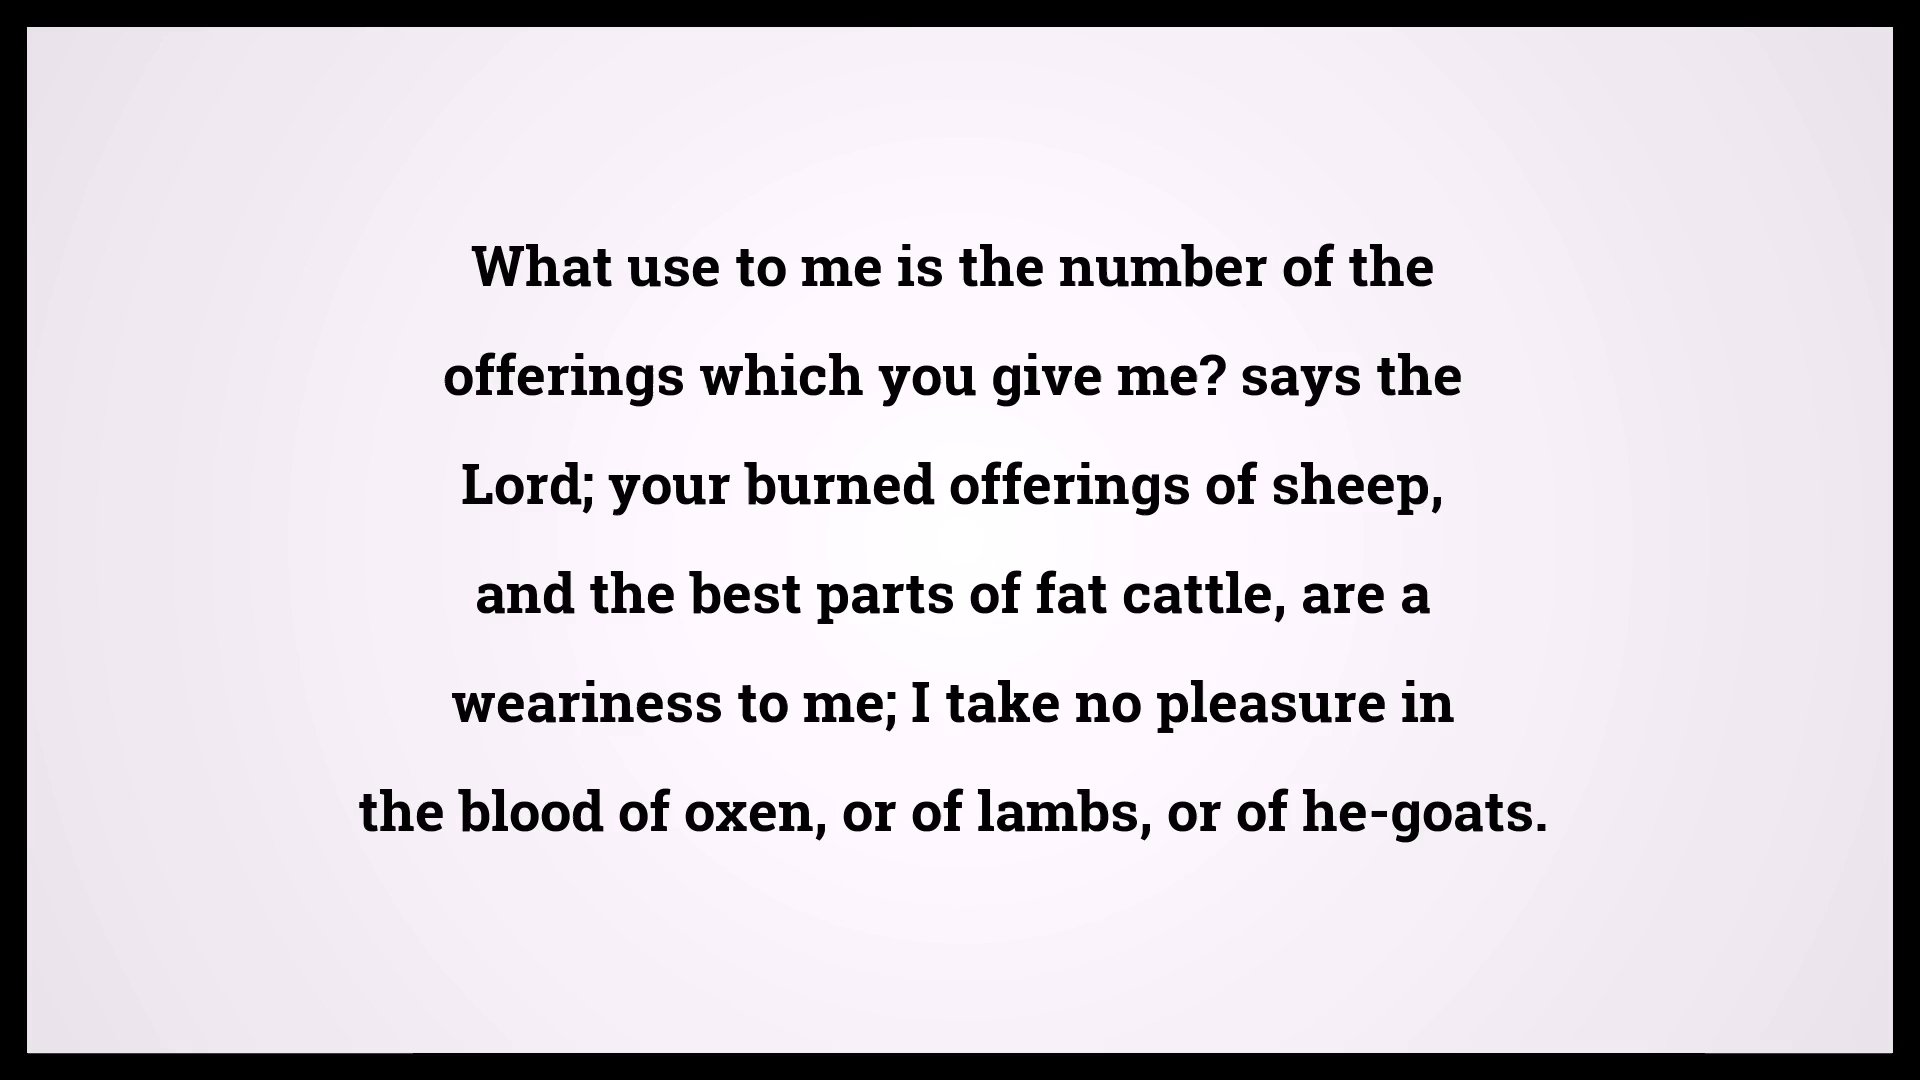 What use to me is the number of the
offerings which you give me? says the
Lord; your burned offerings of sheep,
and the best parts of fat cattle, are a
weariness to me; I take no pleasure in
the blood of oxen, or of lambs, or of he-goats.